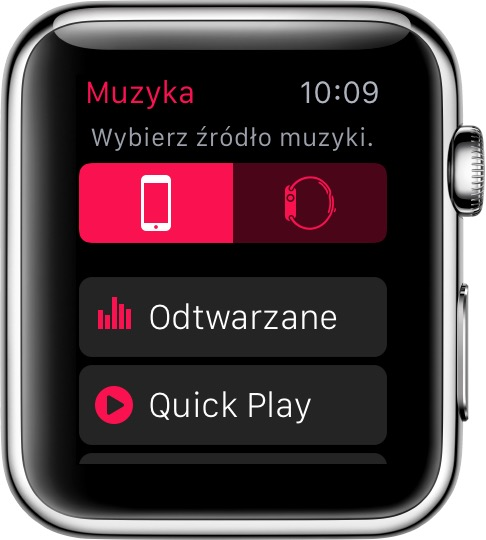 Muzyka 10:09
Wybierz źródło muzyki.
Odtwarzane
Quick Play